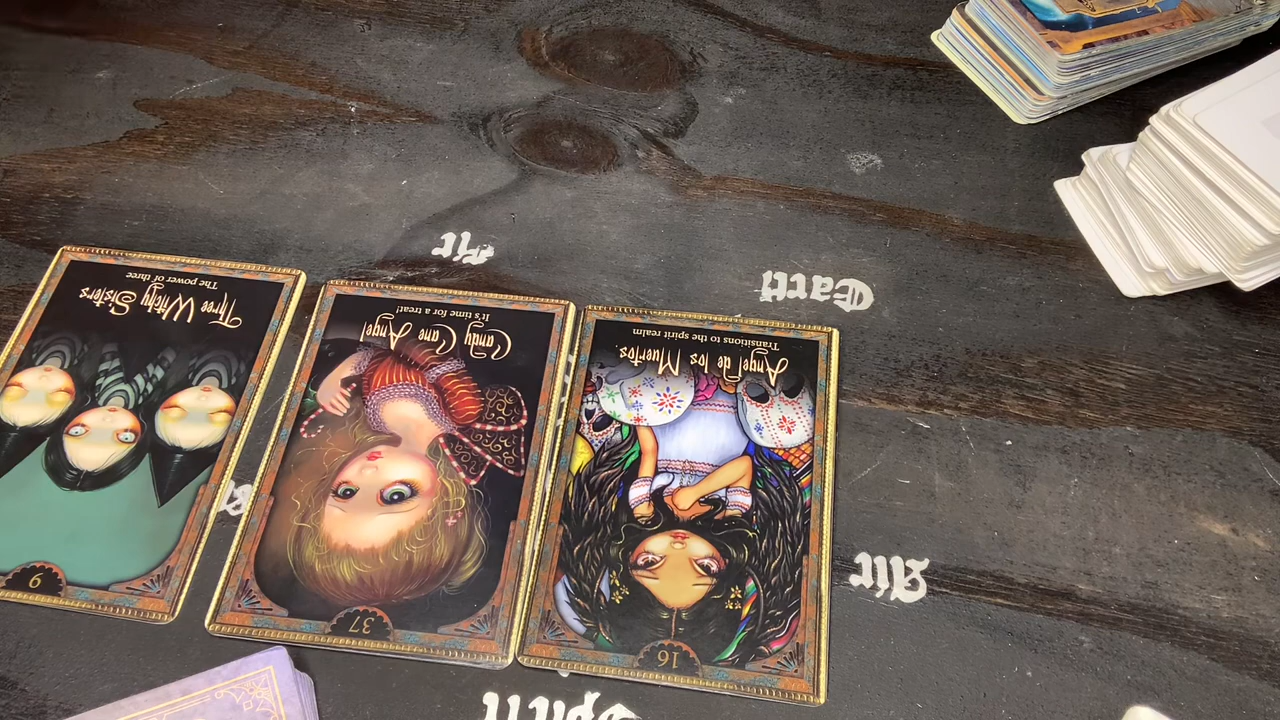 Three Witchy Sisters
The power of three
9
Candy Cane Angel
It's time for a treat!
37
Angel de los Muertos
Transitions to the spirit realm
16
Air
Earth
Air
Spirit